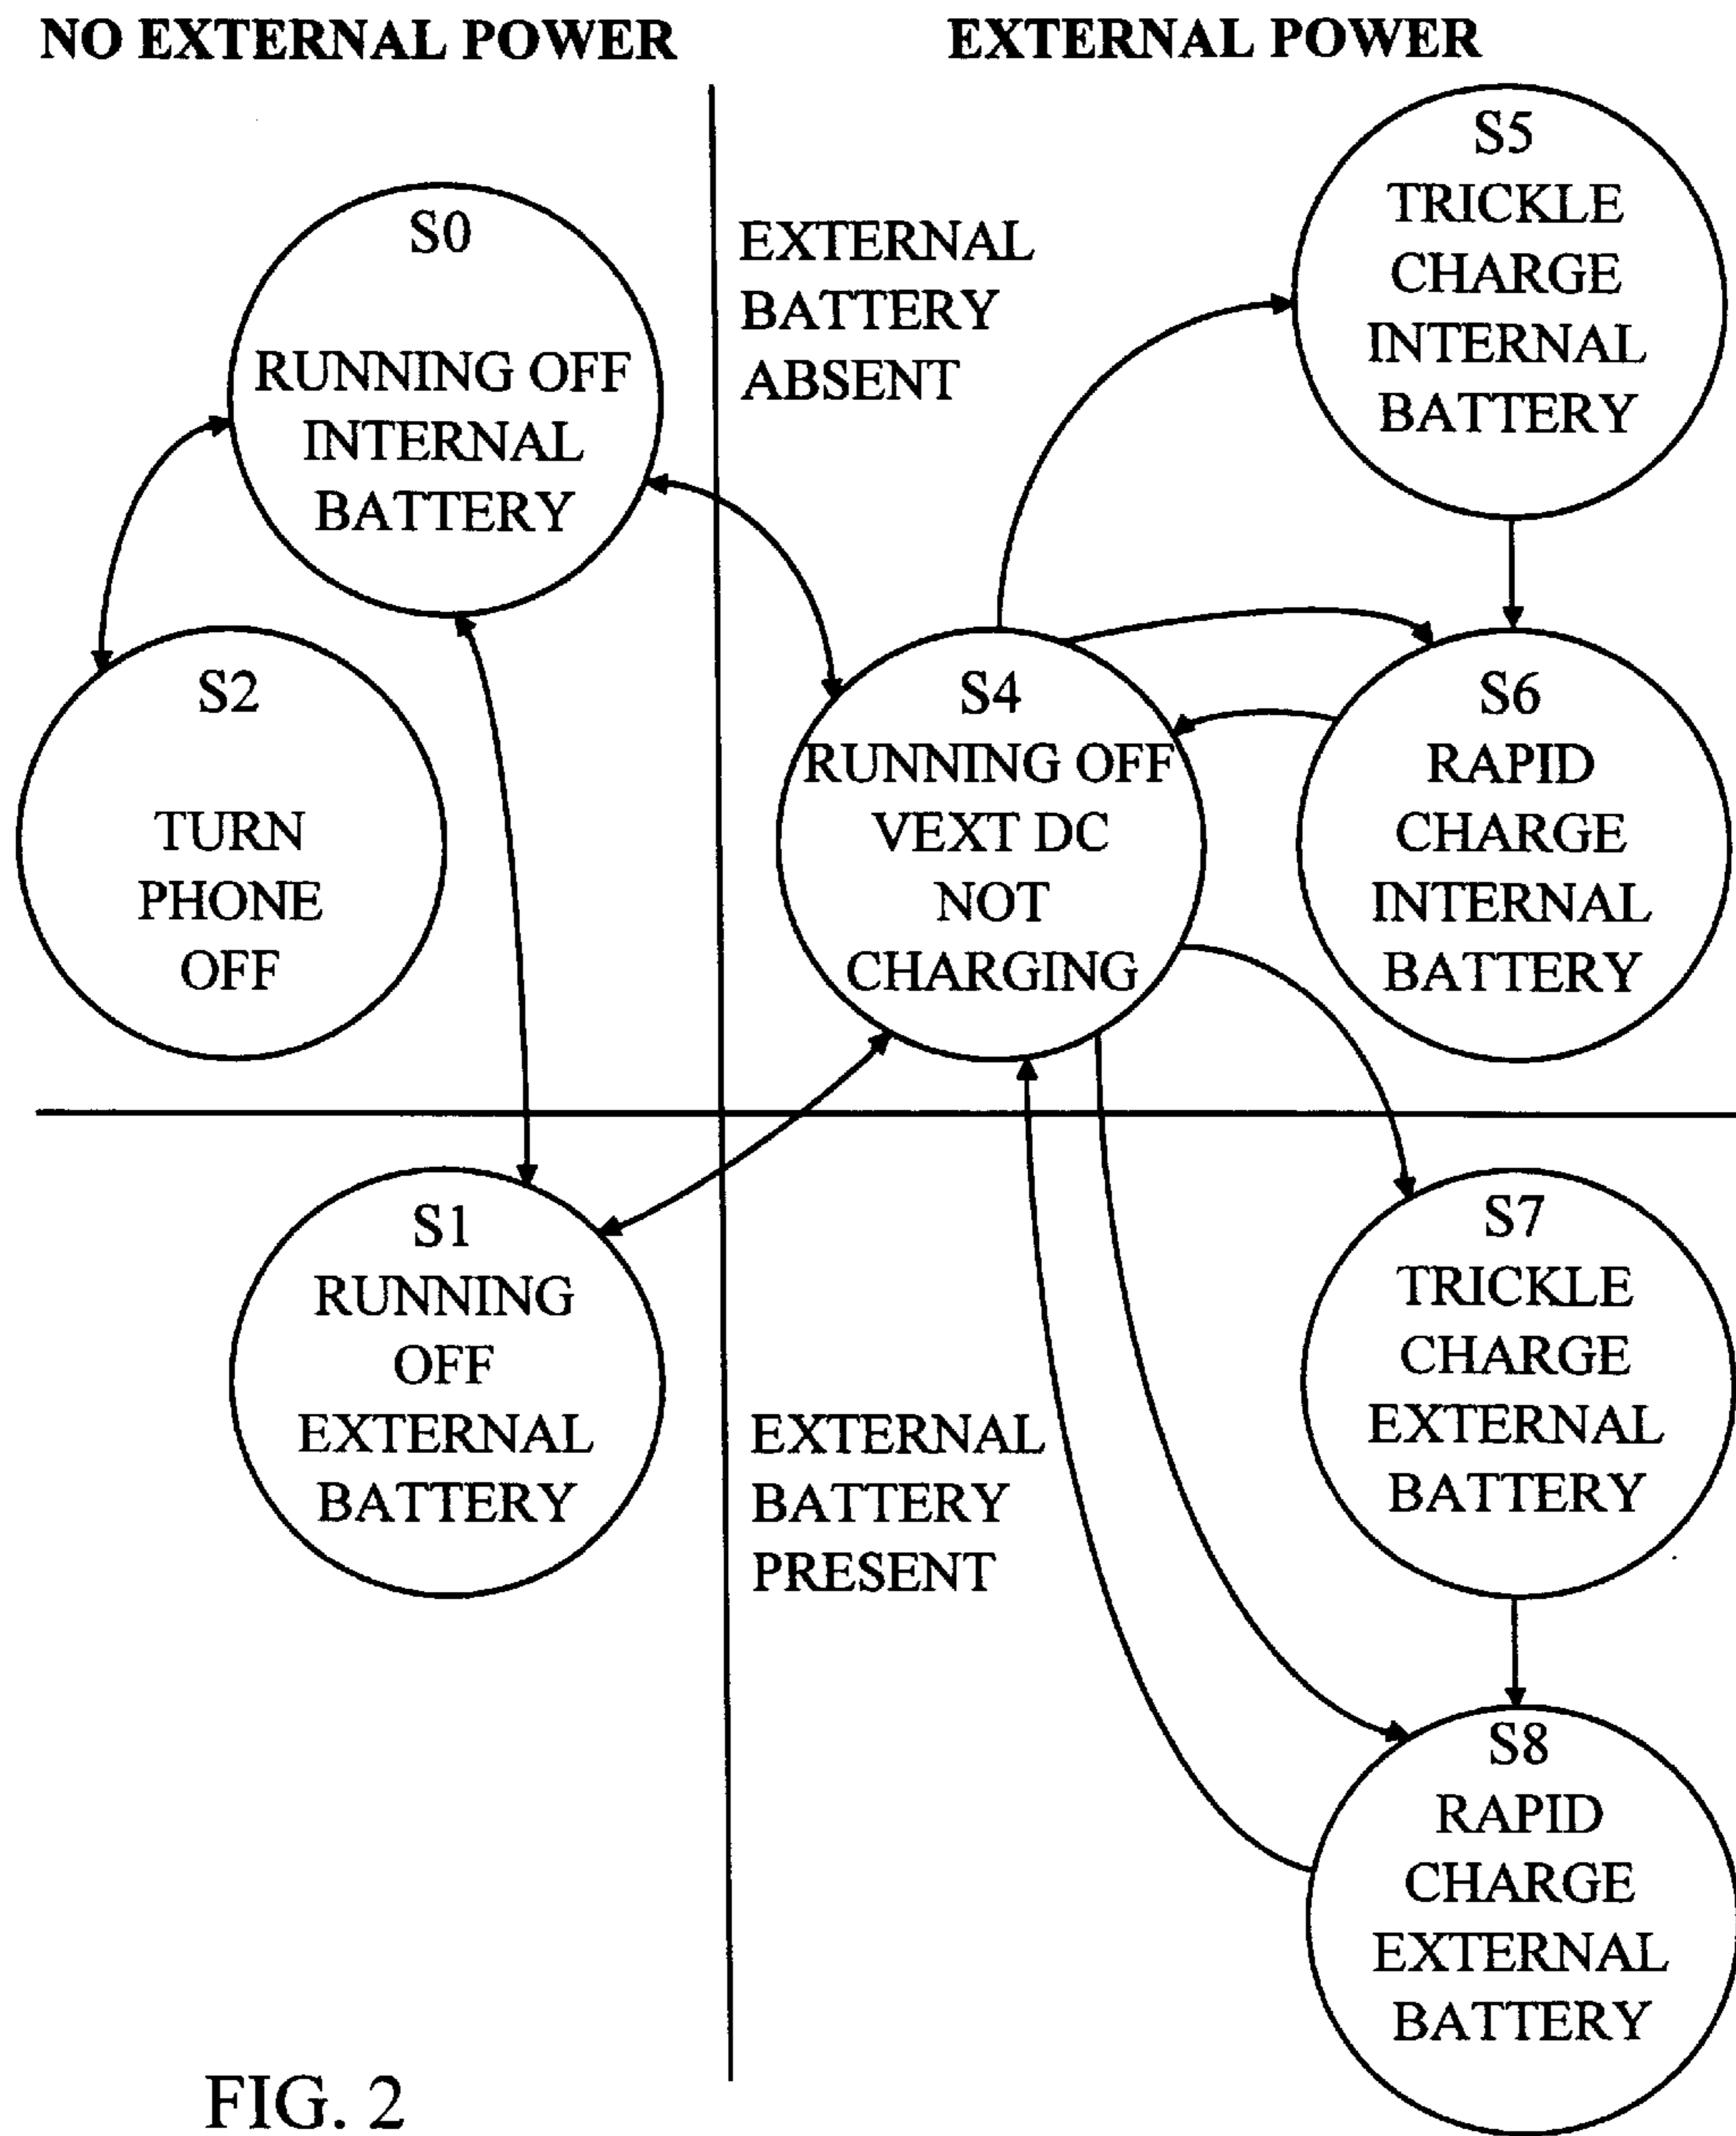 NO EXTERNAL POWER
EXTERNAL POWER
S0
RUNNING OFF
INTERNAL
BATTERY
EXTERNAL
BATTERY
ABSENT
S5
TRICKLE
CHARGE
INTERNAL
BATTERY
S2
TURN
PHONE
OFF
S4
RUNNING OFF
VEXT DC
NOT
CHARGING
S6
RAPID
CHARGE
INTERNAL
BATTERY
S1
RUNNING
OFF
EXTERNAL
BATTERY
EXTERNAL
BATTERY
PRESENT
S7
TRICKLE
CHARGE
EXTERNAL
BATTERY
S8
RAPID
CHARGE
EXTERNAL
BATTERY
FIG. 2